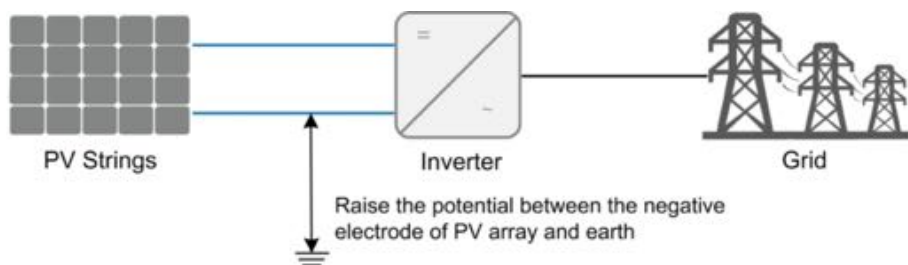 PV Strings
Inverter
Grid
Raise the potential between the negative
electrode of PV array and earth